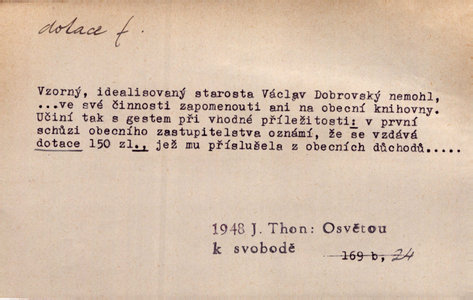 dotace f.
Vzorný, idealisovaný starosta Václav Dobrovský nemohl,
...ve své činnosti zapomenouti ani na obecní knihovny.
Učiní tak s gestem při vhodné příležitosti: v první
schůzi obecního zastupitelstva oznámí, že se vzdává
dotace 150 zl., jež mu příslušela z obecních důchodů.....
1948 J. Thon: Osvětou
k svobodě 169 b, 24